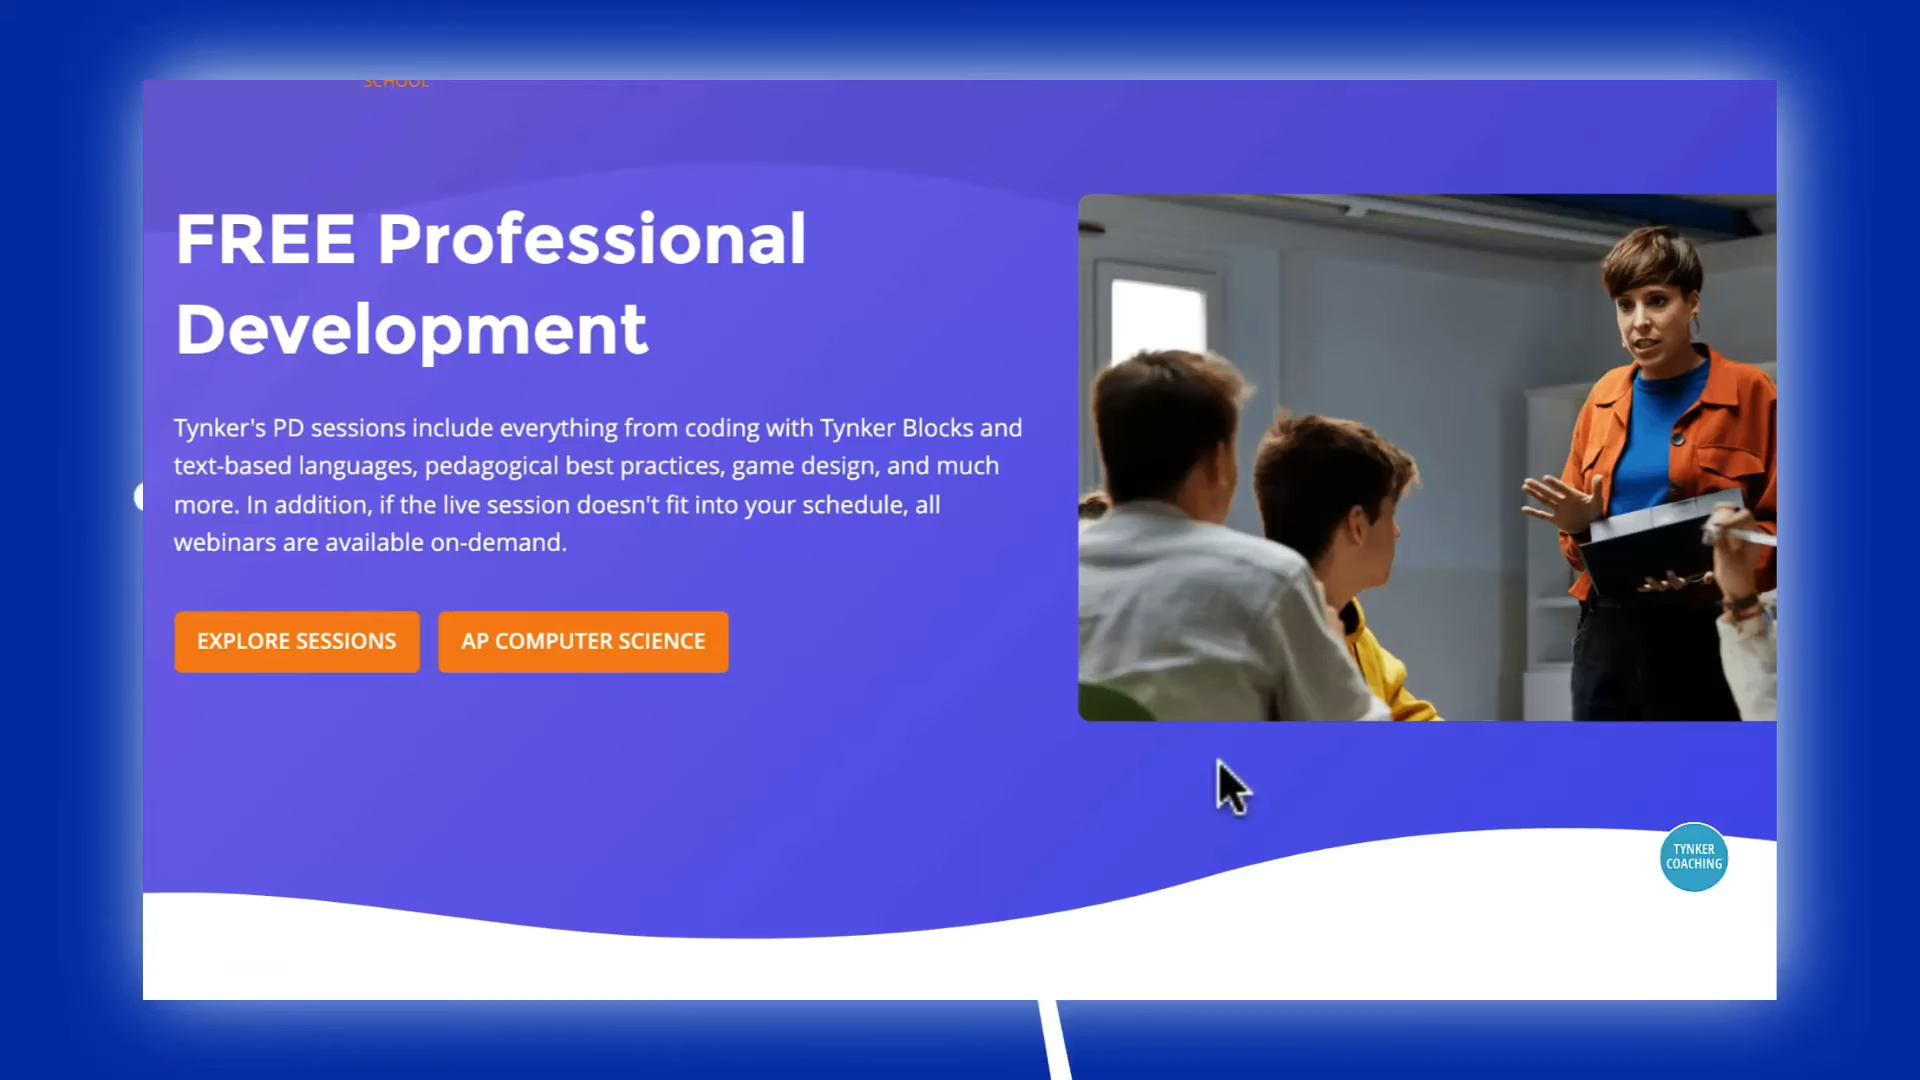 SCHOOL
FREE Professional
Development
Tynker's PD sessions include everything from coding with Tynker Blocks and
text-based languages, pedagogical best practices, game design, and much
more. In addition, if the live session doesn't fit into your schedule, all
webinars are available on-demand.
EXPLORE SESSIONS
AP COMPUTER SCIENCE
TYNKER
COACHING